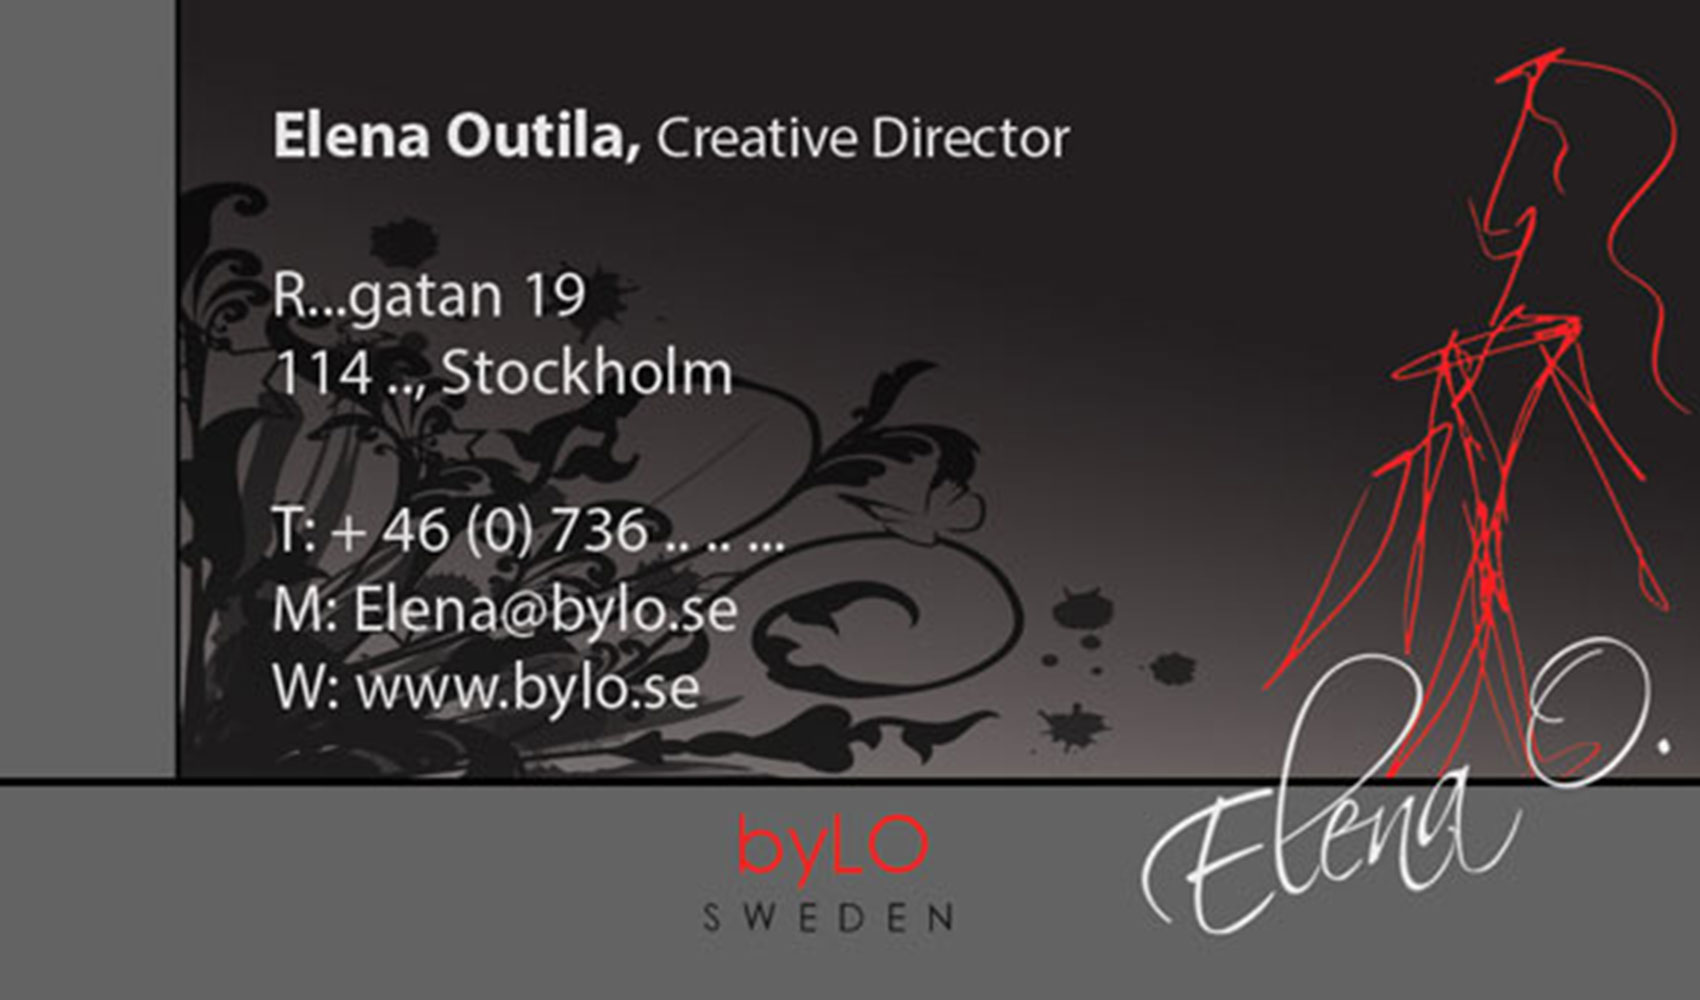 Elena Outila, Creative Director
R...gatan 19
114 .., Stockholm
T: + 46 (0) 736 .. .. ...
M: Elena@bylo.se
W: www.bylo.se
Elena O.
byLO
SWEDEN